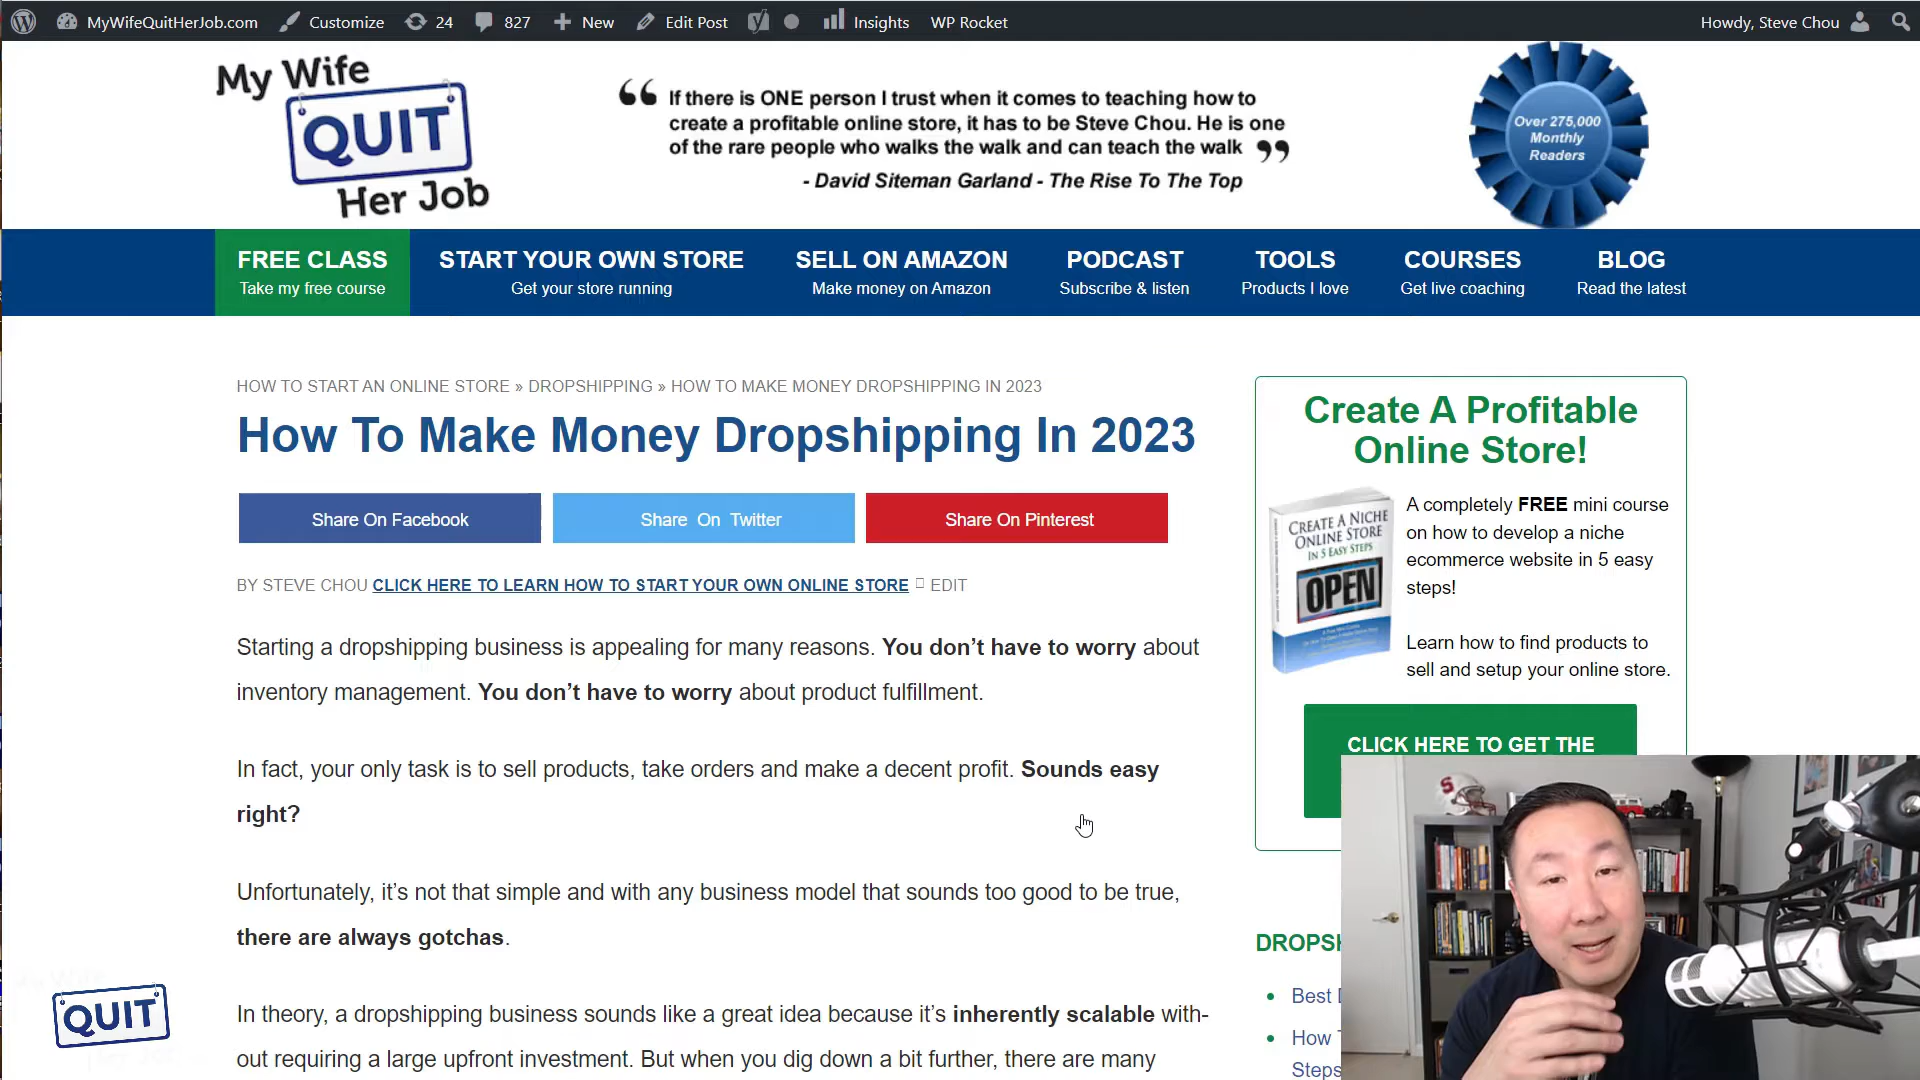 MyWifeQuitHerJob.com Customize 24 827 New Edit Post Insights WP Rocket Howdy, Steve Chou
My Wife
QUIT
Her Job
If there is ONE person I trust when it comes to teaching how to
create a profitable online store, it has to be Steve Chou. He is one
of the rare people who walks the walk and can teach the walk
- David Siteman Garland - The Rise To The Top
Over 275,000
Monthly
Readers
FREE CLASS
Take my free course
START YOUR OWN STORE
Get your store running
SELL ON AMAZON
Make money on Amazon
PODCAST
Subscribe & listen
TOOLS
Products I love
COURSES
Get live coaching
BLOG
Read the latest
HOW TO START AN ONLINE STORE » DROPSHIPPING » HOW TO MAKE MONEY DROPSHIPPING IN 2023
How To Make Money Dropshipping In 2023
Share On Facebook
Share On Twitter
Share On Pinterest
BY STEVE CHOU CLICK HERE TO LEARN HOW TO START YOUR OWN ONLINE STORE EDIT
Starting a dropshipping business is appealing for many reasons. You don’t have to worry about
inventory management. You don’t have to worry about product fulfillment.
In fact, your only task is to sell products, take orders and make a decent profit. Sounds easy
right?
Unfortunately, it’s not that simple and with any business model that sounds too good to be true,
there are always gotchas.
In theory, a dropshipping business sounds like a great idea because it’s inherently scalable with-
out requiring a large upfront investment. But when you dig down a bit further, there are many
Create A Profitable
Online Store!
CREATE A NICHE
ONLINE STORE
IN 5 EASY STEPS
OPEN
A completely FREE mini course
on how to develop a niche
ecommerce website in 5 easy
steps!
Learn how to find products to
sell and setup your online store.
CLICK HERE TO GET THE
DROPS
Best
How
Steps
QUIT